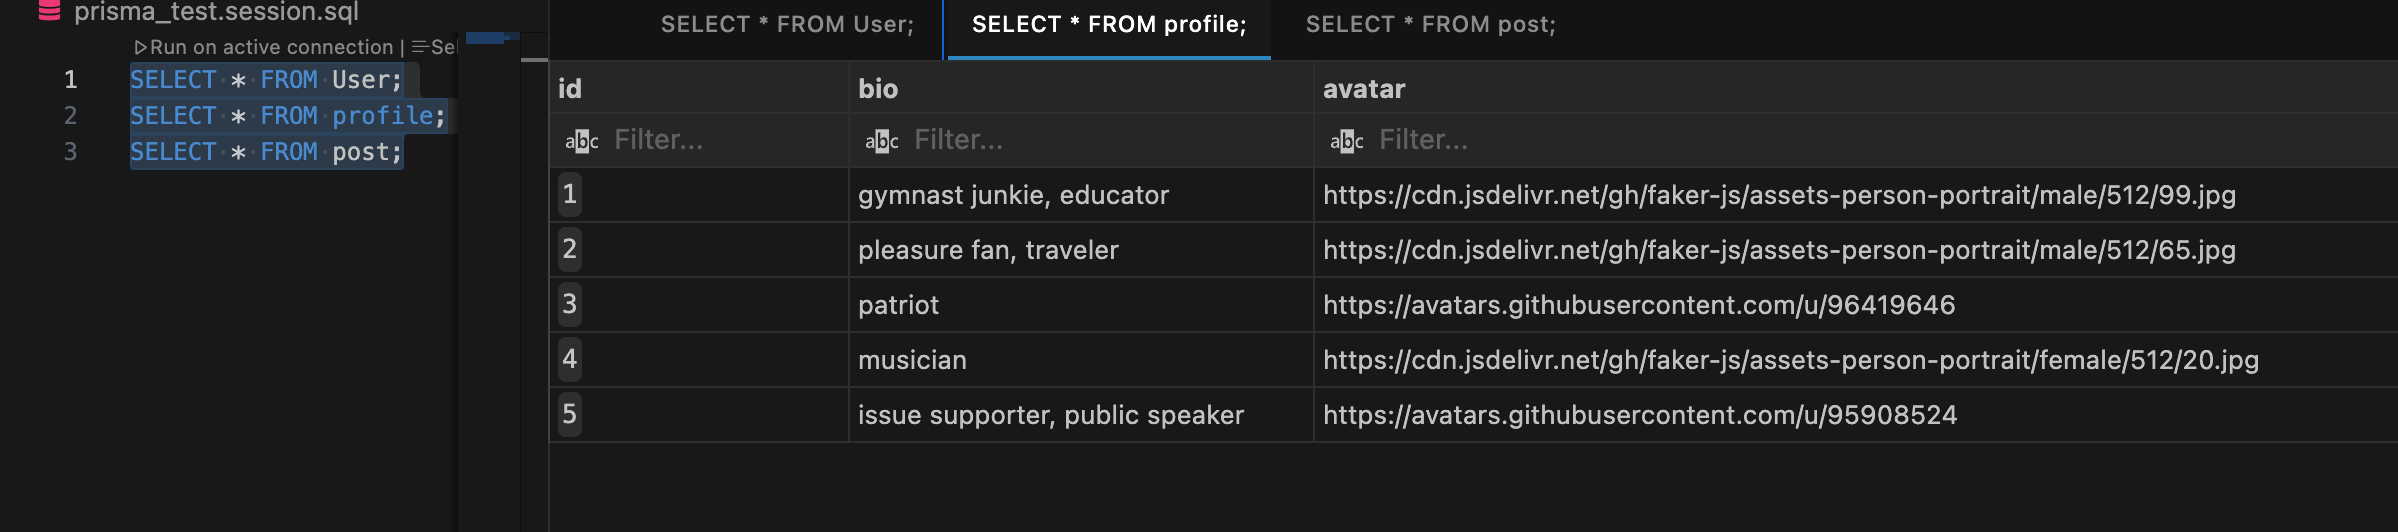 prisma_test.session.sql
Run on active connection | Sel
1 SELECT * FROM User;
2 SELECT * FROM profile;
3 SELECT * FROM post;
SELECT * FROM User; SELECT * FROM profile; SELECT * FROM post;
id bio avatar
abc Filter... abc Filter... abc Filter...
1 gymnast junkie, educator https://cdn.jsdelivr.net/gh/faker-js/assets-person-portrait/male/512/99.jpg
2 pleasure fan, traveler https://cdn.jsdelivr.net/gh/faker-js/assets-person-portrait/male/512/65.jpg
3 patriot https://avatars.githubusercontent.com/u/96419646
4 musician https://cdn.jsdelivr.net/gh/faker-js/assets-person-portrait/female/512/20.jpg
5 issue supporter, public speaker https://avatars.githubusercontent.com/u/95908524